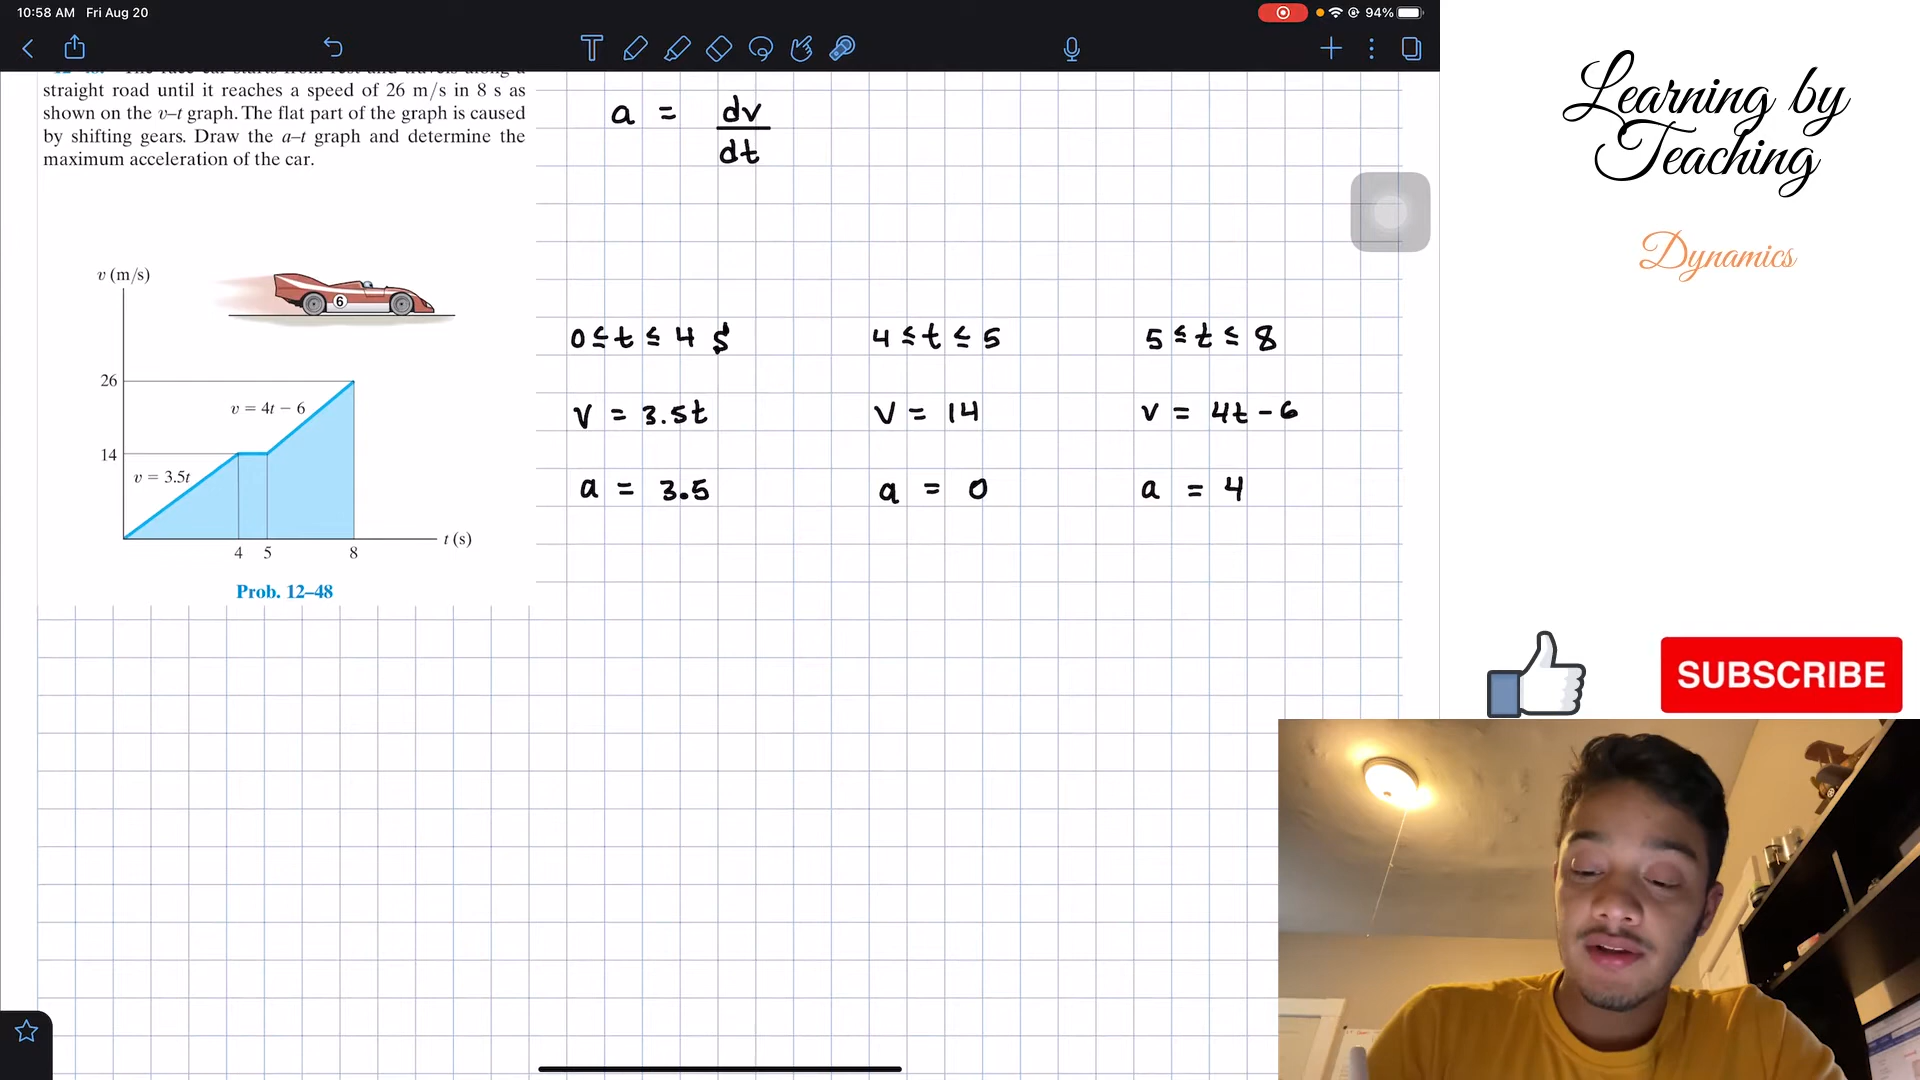 10:58 AM Fri Aug 20
94%
straight road until it reaches a speed of 26 m/s in 8 s as
shown on the v–t graph. The flat part of the graph is caused
by shifting gears. Draw the a–t graph and determine the
maximum acceleration of the car.
a = dv
dt
v (m/s)
6
26
v = 4t − 6
14
v = 3.5t
4 5 8
t (s)
Prob. 12–48
0 ≤ t ≤ 4 s
v = 3.5t
a = 3.5
4 ≤ t ≤ 5
v = 14
a = 0
5 ≤ t ≤ 8
v = 4t - 6
a = 4
Learning by
Teaching
Dynamics
SUBSCRIBE